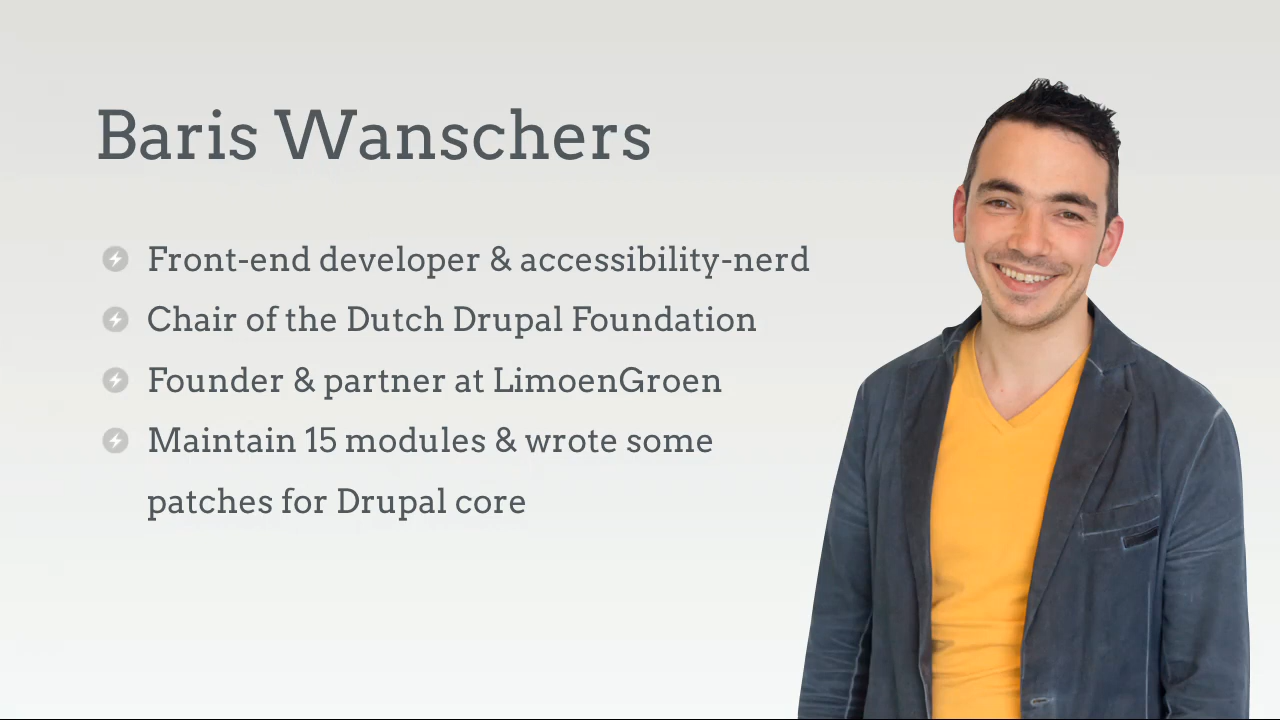 Baris Wanschers
Front-end developer & accessibility-nerd
Chair of the Dutch Drupal Foundation
Founder & partner at LimoenGroen
Maintain 15 modules & wrote some
patches for Drupal core